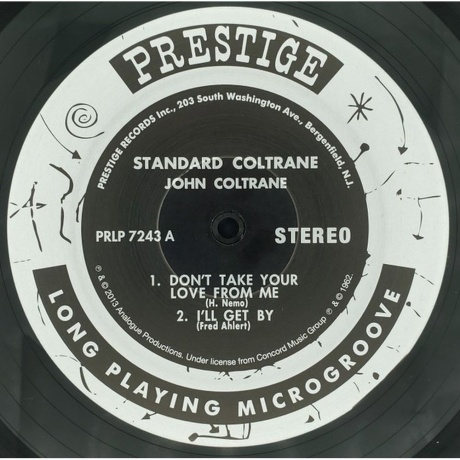 PRESTIGE
PRESTIGE RECORDS Inc., 203 South Washington Ave., Bergenfield, N.J.
STANDARD COLTRANE
JOHN COLTRANE
PRLP 7243 A
STEREO
1. DON'T TAKE YOUR
LOVE FROM ME
(H. Nemo)
2. I'LL GET BY
(Fred Ahlert)
℗ & © 2013 Analogue Productions. Under license from Concord Music Group ℗ & © 1962.
LONG PLAYING MICROGROOVE